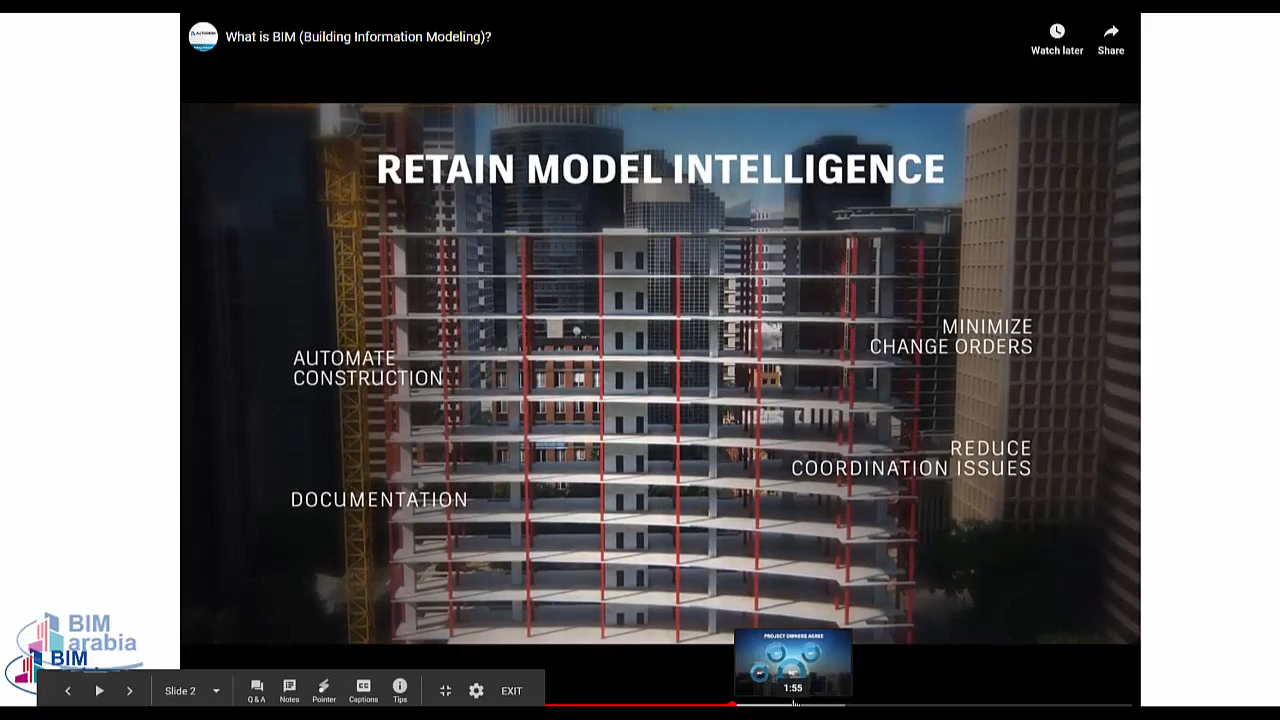 What is BIM (Building Information Modeling)?
Watch later
Share
RETAIN MODEL INTELLIGENCE
AUTOMATE
CONSTRUCTION
DOCUMENTATION
MINIMIZE
CHANGE ORDERS
REDUCE
COORDINATION ISSUES
BIM
arabia
BIM
PROJECT OWNERS AGREE
1:55
Slide 2
Q & A
Notes
Pointer
Captions
Tips
EXIT
AUTODESK